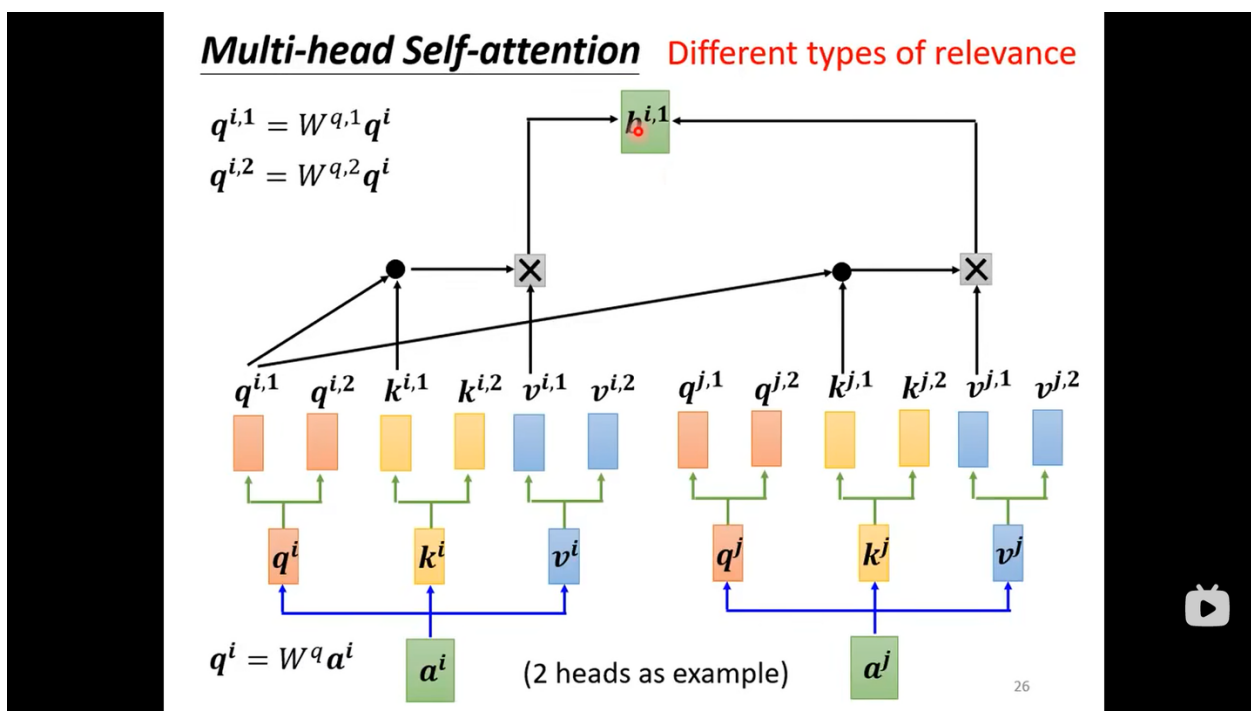 Multi-head Self-attention Different types of relevance
q^{i,1} = W^{q,1}q^i
b^{i,1}
q^{i,2} = W^{q,2}q^i
q^{i,1} q^{i,2} k^{i,1} k^{i,2} v^{i,1} v^{i,2} q^{j,1} q^{j,2} k^{j,1} k^{j,2} v^{j,1} v^{j,2}
q^i k^i v^i q^j k^j v^j
q^i = W^q a^i
a^i (2 heads as example) a^j
26